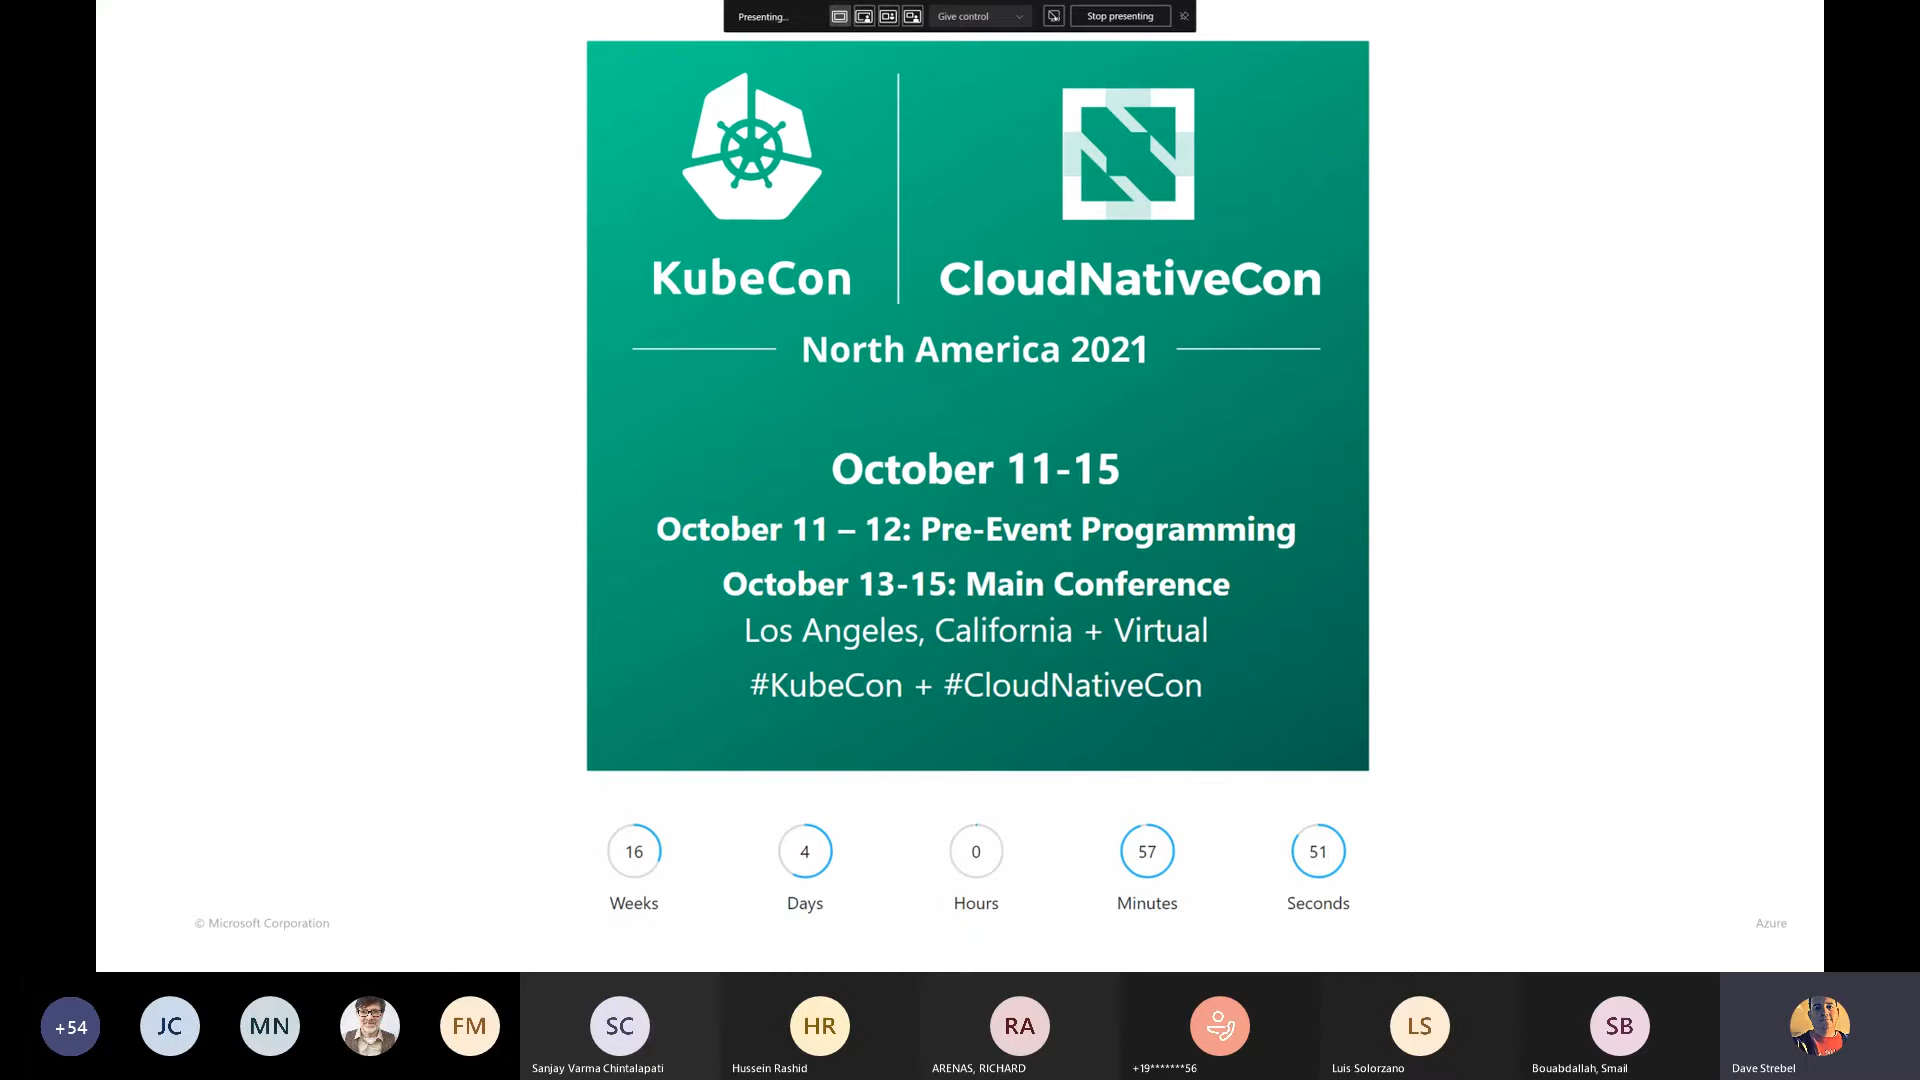 Presenting...
Give control
Stop presenting
KubeCon
CloudNativeCon
North America 2021
October 11-15
October 11 – 12: Pre-Event Programming
October 13-15: Main Conference
Los Angeles, California + Virtual
#KubeCon + #CloudNativeCon
16
4
0
57
51
Weeks
Days
Hours
Minutes
Seconds
© Microsoft Corporation
Azure
+54
JC
MN
FM
SC
HR
RA
LS
SB
Sanjay Varma Chintalapati
Hussein Rashid
ARENAS, RICHARD
+19*******56
Luis Solorzano
Bouabdallah, Smail
Dave Strebel